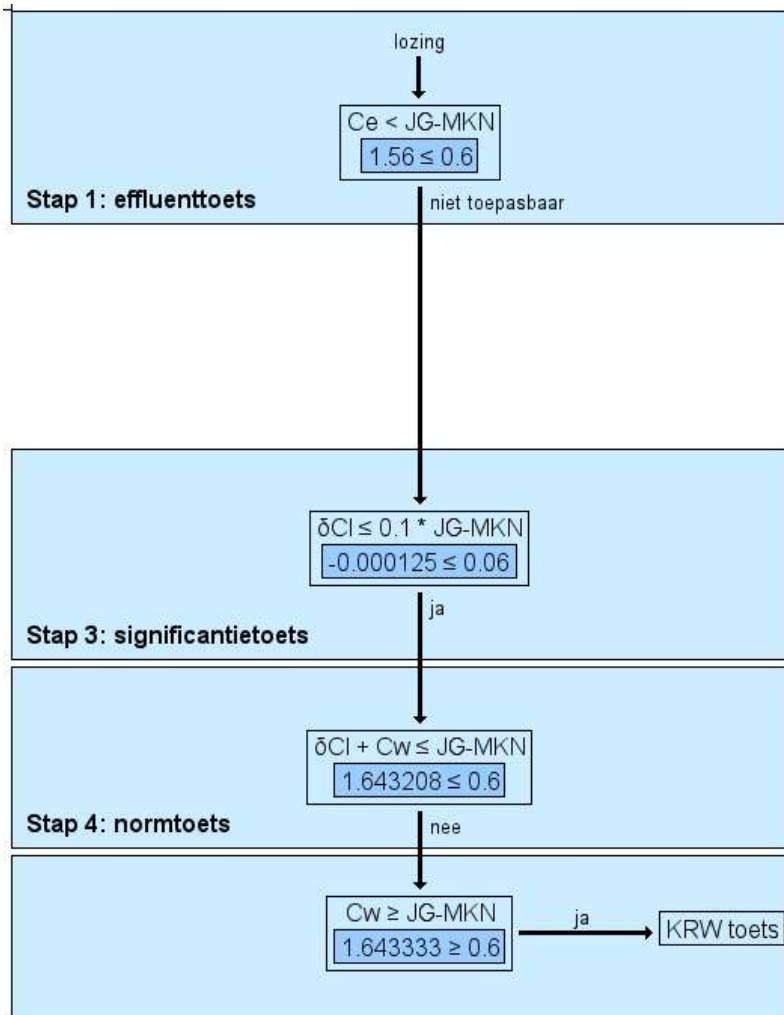 lozing
Ce < JG-MKN
1.56 ≤ 0.6
Stap 1: effluenttoets
niet toepasbaar
δCl ≤ 0.1 * JG-MKN
-0.000125 ≤ 0.06
ja
Stap 3: significantietoets
δCl + Cw ≤ JG-MKN
1.643208 ≤ 0.6
Stap 4: normtoets
nee
Cw ≥ JG-MKN
1.643333 ≥ 0.6
ja
KRW toets